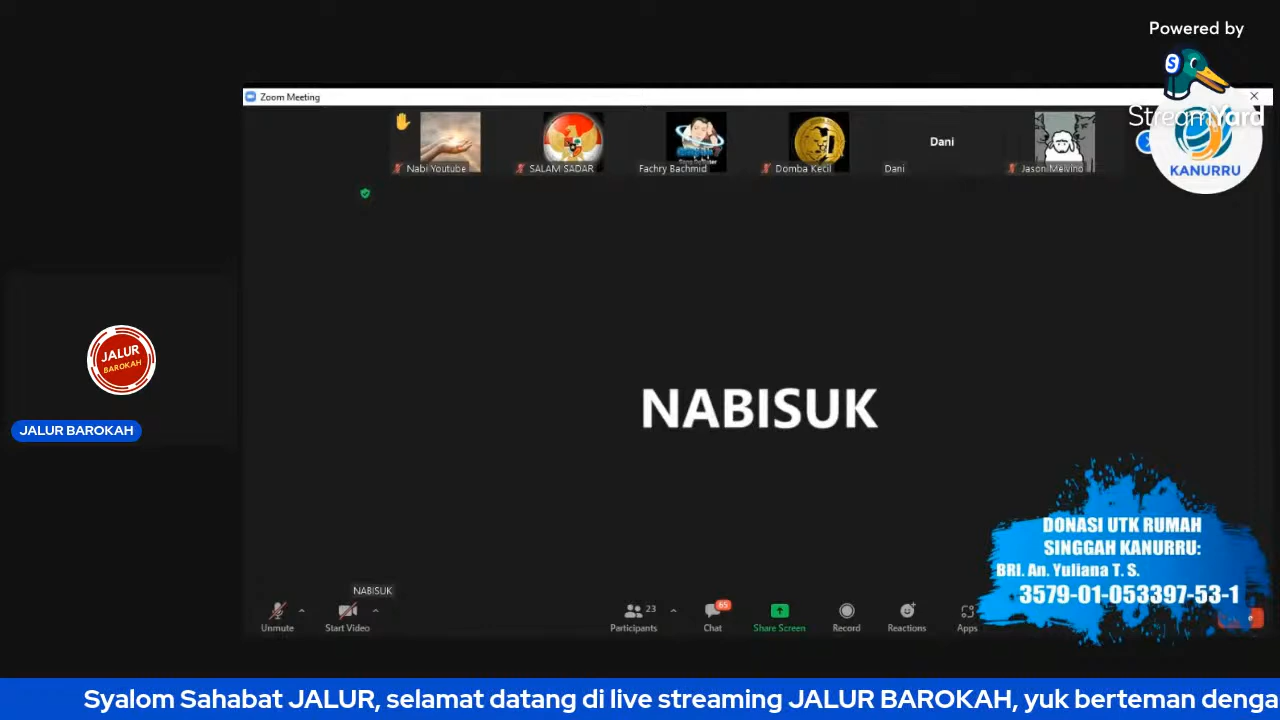 Powered by
StreamYard
KANURRU
Zoom Meeting
Nabi Youtube
SALAM SADAR
Fachry Bachmid
Domba Kecil
Dani
Dani
Jason Melvino
JALUR
BAROKAH
JALUR BAROKAH
NABISUK
DONASI UTK RUMAH
SINGGAH KANURRU:
BRI. An. Yuliana T. S.
3579-01-053397-53-1
NABISUK
Unmute
Start Video
23
Participants
65
Chat
Share Screen
Record
Reactions
Apps
Syalom Sahabat JALUR, selamat datang di live streaming JALUR BAROKAH, yuk berteman denga